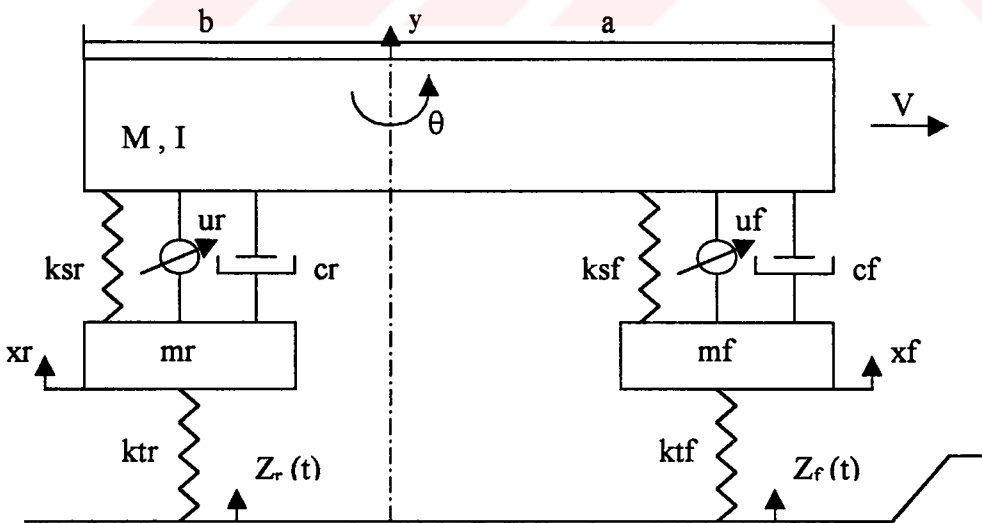 b y a
θ
V
M , I
ur uf
ksr cr ksf cf
xr mr mf xf
ktr Zr (t) ktf Zf (t)